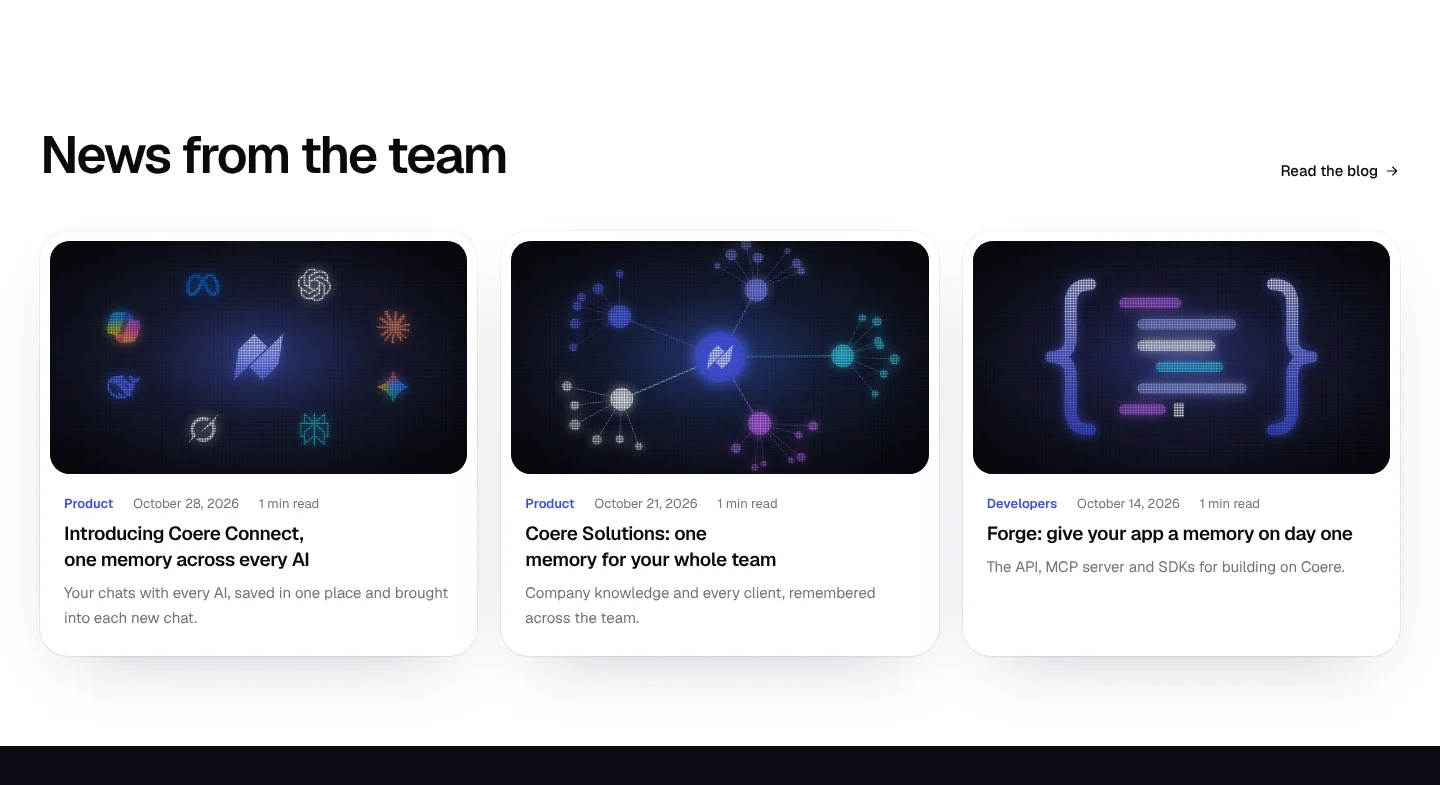 News from the team
Read the blog →
Product October 28, 2026 1 min read
Introducing Coere Connect,
one memory across every AI
Your chats with every AI, saved in one place and brought
into each new chat.
Product October 21, 2026 1 min read
Coere Solutions: one
memory for your whole team
Company knowledge and every client, remembered
across the team.
Developers October 14, 2026 1 min read
Forge: give your app a memory on day one
The API, MCP server and SDKs for building on Coere.